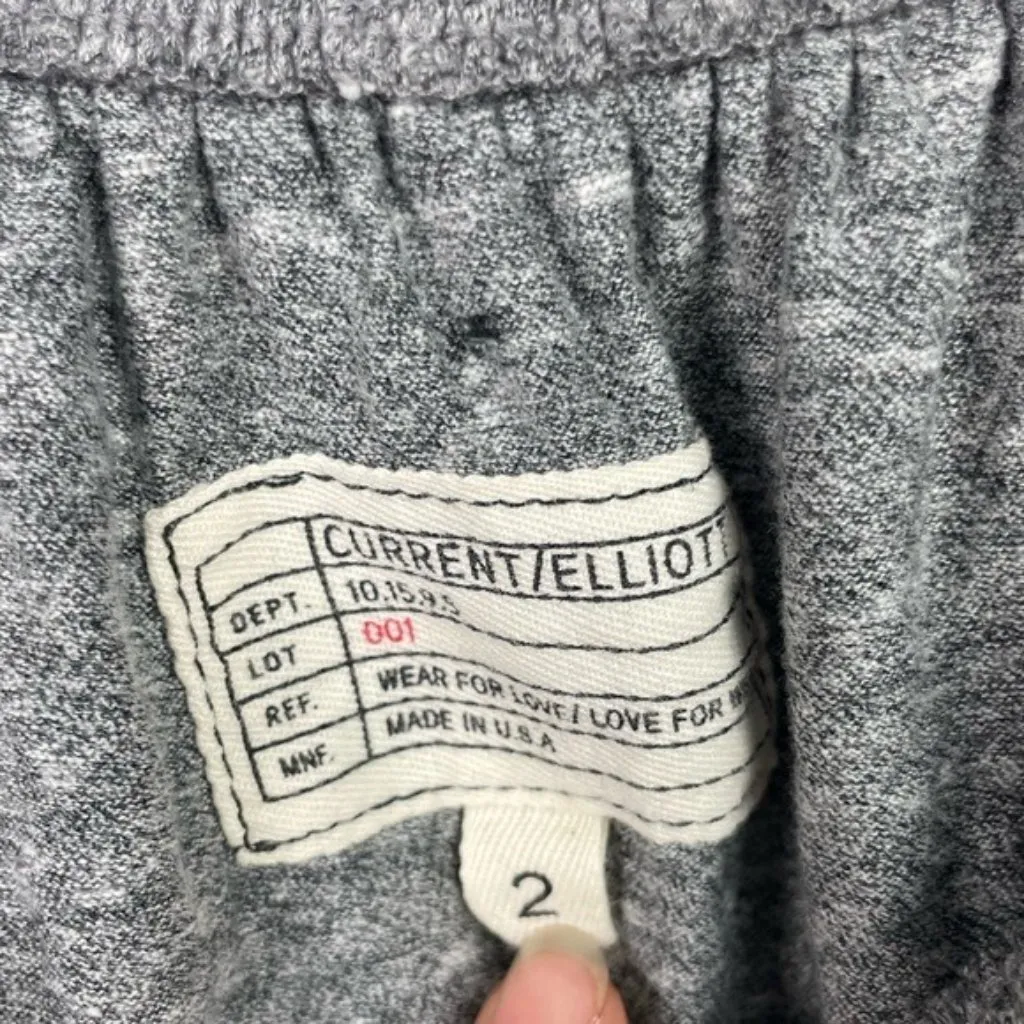 CURRENT/ELLIOTT
DEPT. 10.15.9.5
LOT 001
REF. WEAR FOR LOVE/ LOVE FOR
MNF. MADE IN U.S.A
2